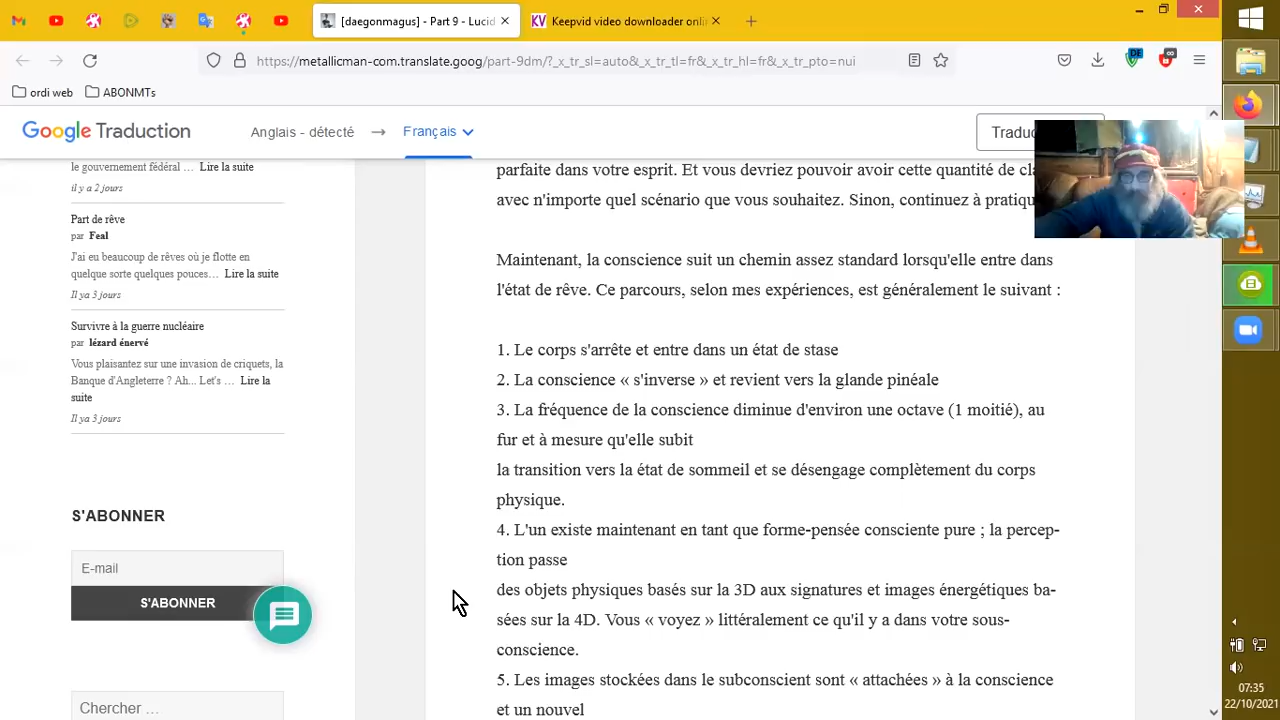 [daegonmagus] - Part 9 - Lucid
Keepvid video downloader onli
https://metallicman-com.translate.goog/part-9dm/?_x_tr_sl=auto&_x_tr_tl=fr&_x_tr_hl=fr&_x_tr_pto=nui
ordi web
ABONMTs
Google Traduction
Anglais - détecté
Français
Traduc
le gouvernement fédéral … Lire la suite
il y a 2 jours
Part de rêve
par Feal
J'ai eu beaucoup de rêves où je flotte en
quelque sorte quelques pouces… Lire la suite
Il ya 3 jours
Survivre à la guerre nucléaire
par lézard énervé
Vous plaisantez sur une invasion de criquets, la
Banque d'Angleterre ? Ah... Let's … Lire la
suite
Il ya 3 jours
S'ABONNER
E-mail
S'ABONNER
Chercher …
parfaite dans votre esprit. Et vous devriez pouvoir avoir cette quantité de
avec n'importe quel scénario que vous souhaitez. Sinon, continuez à
Maintenant, la conscience suit un chemin assez standard lorsqu'elle entre dans
l'état de rêve. Ce parcours, selon mes expériences, est généralement le suivant :
1. Le corps s'arrête et entre dans un état de stase
2. La conscience « s'inverse » et revient vers la glande pinéale
3. La fréquence de la conscience diminue d'environ une octave (1 moitié), au
fur et à mesure qu'elle subit
la transition vers la état de sommeil et se désengage complètement du corps
physique.
4. L'un existe maintenant en tant que forme-pensée consciente pure ; la percep-
tion passe
des objets physiques basés sur la 3D aux signatures et images énergétiques ba-
sées sur la 4D. Vous « voyez » littéralement ce qu'il y a dans votre sous-
conscience.
5. Les images stockées dans le subconscient sont « attachées » à la conscience
et un nouvel
DE
07:35
22/10/2021